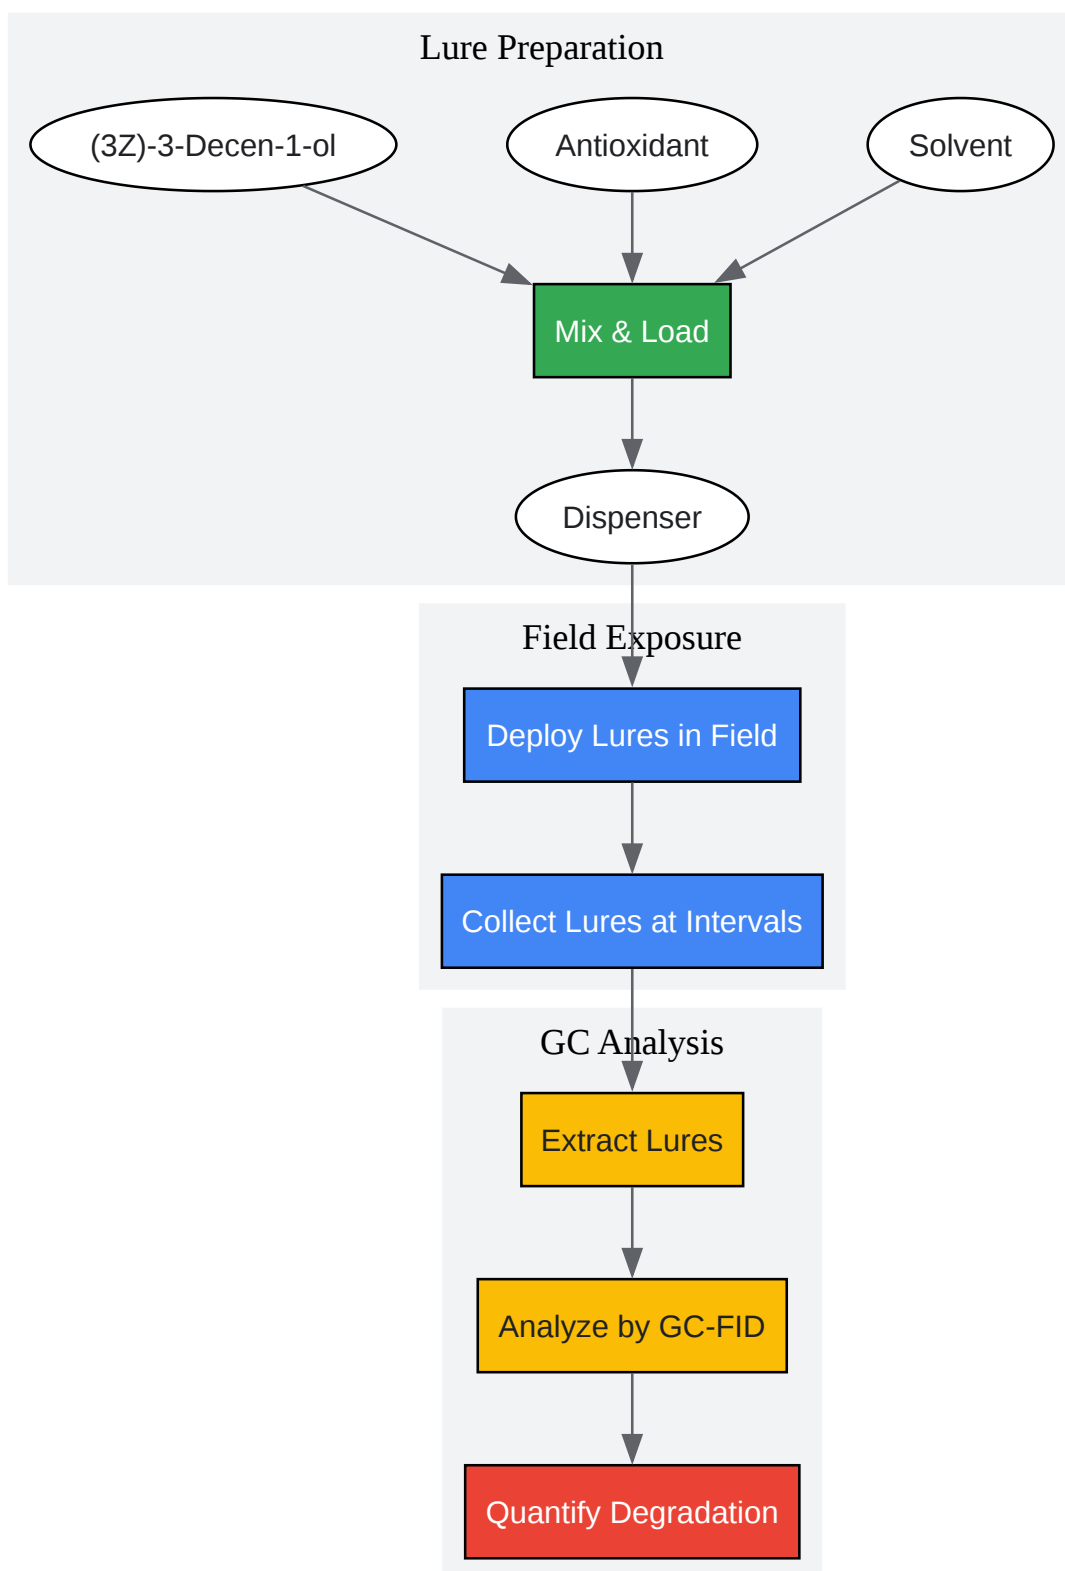 Lure Preparation
(3Z)-3-Decen-1-ol
Antioxidant
Solvent
Mix & Load
Dispenser
Field Exposure
Deploy Lures in Field
Collect Lures at Intervals
GC Analysis
Extract Lures
Analyze by GC-FID
Quantify Degradation